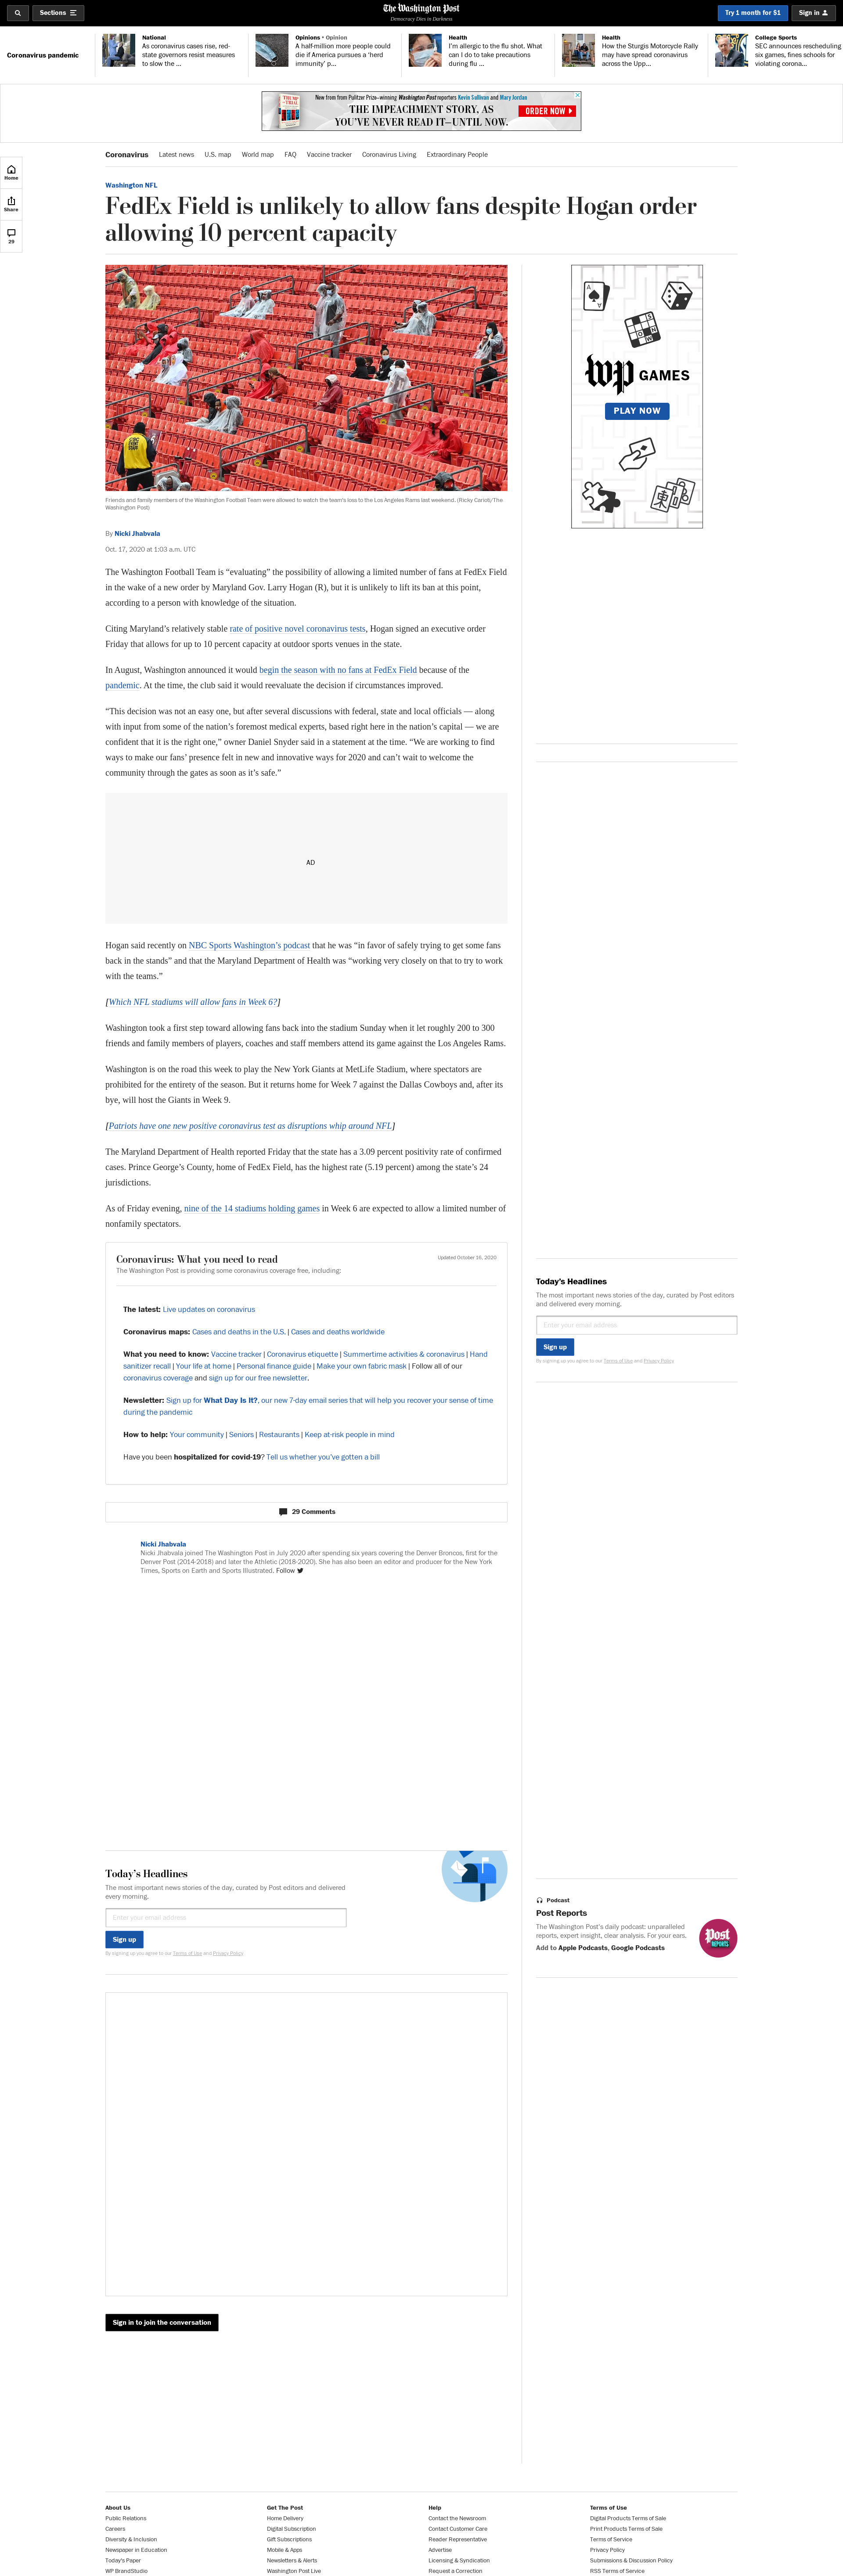 Sections
The Washington Post
Democracy Dies in Darkness
Try 1 month for $1
Sign in
Coronavirus pandemic
National
As coronavirus cases rise, red-
state governors resist measures
to slow the ...
Opinions • Opinion
A half-million more people could
die if America pursues a ‘herd
immunity’ p...
Health
I’m allergic to the flu shot. What
can I do to take precautions
during flu ...
Health
How the Sturgis Motorcycle Rally
may have spread coronavirus
across the Upp...
College Sports
SEC announces rescheduling
six games, fines schools for
violating corona...
New from from Pulitzer Prize–winning Washington Post reporters Kevin Sullivan and Mary Jordan
THE IMPEACHMENT STORY, AS
YOU’VE NEVER READ IT—UNTIL NOW.
ORDER NOW
Coronavirus
Latest news
U.S. map
World map
FAQ
Vaccine tracker
Coronavirus Living
Extraordinary People
Home
Share
29
Washington NFL
FedEx Field is unlikely to allow fans despite Hogan order
allowing 10 percent capacity
EVENT STAFF
Friends and family members of the Washington Football Team were allowed to watch the team's loss to the Los Angeles Rams last weekend. (Ricky Carioti/The
Washington Post)
By Nicki Jhabvala
Oct. 17, 2020 at 1:03 a.m. UTC
The Washington Football Team is “evaluating” the possibility of allowing a limited number of fans at FedEx Field
in the wake of a new order by Maryland Gov. Larry Hogan (R), but it is unlikely to lift its ban at this point,
according to a person with knowledge of the situation.
Citing Maryland’s relatively stable rate of positive novel coronavirus tests, Hogan signed an executive order
Friday that allows for up to 10 percent capacity at outdoor sports venues in the state.
In August, Washington announced it would begin the season with no fans at FedEx Field because of the
pandemic. At the time, the club said it would reevaluate the decision if circumstances improved.
“This decision was not an easy one, but after several discussions with federal, state and local officials — along
with input from some of the nation’s foremost medical experts, based right here in the nation’s capital — we are
confident that it is the right one,” owner Daniel Snyder said in a statement at the time. “We are working to find
ways to make our fans’ presence felt in new and innovative ways for 2020 and can’t wait to welcome the
community through the gates as soon as it’s safe.”
AD
Hogan said recently on NBC Sports Washington’s podcast that he was “in favor of safely trying to get some fans
back in the stands” and that the Maryland Department of Health was “working very closely on that to try to work
with the teams.”
[Which NFL stadiums will allow fans in Week 6?]
Washington took a first step toward allowing fans back into the stadium Sunday when it let roughly 200 to 300
friends and family members of players, coaches and staff members attend its game against the Los Angeles Rams.
Washington is on the road this week to play the New York Giants at MetLife Stadium, where spectators are
prohibited for the entirety of the season. But it returns home for Week 7 against the Dallas Cowboys and, after its
bye, will host the Giants in Week 9.
[Patriots have one new positive coronavirus test as disruptions whip around NFL]
The Maryland Department of Health reported Friday that the state has a 3.09 percent positivity rate of confirmed
cases. Prince George’s County, home of FedEx Field, has the highest rate (5.19 percent) among the state’s 24
jurisdictions.
As of Friday evening, nine of the 14 stadiums holding games in Week 6 are expected to allow a limited number of
nonfamily spectators.
Coronavirus: What you need to read
Updated October 16, 2020
The Washington Post is providing some coronavirus coverage free, including:
The latest: Live updates on coronavirus
Coronavirus maps: Cases and deaths in the U.S. | Cases and deaths worldwide
What you need to know: Vaccine tracker | Coronavirus etiquette | Summertime activities & coronavirus | Hand
sanitizer recall | Your life at home | Personal finance guide | Make your own fabric mask | Follow all of our
coronavirus coverage and sign up for our free newsletter.
Newsletter: Sign up for What Day Is It?, our new 7-day email series that will help you recover your sense of time
during the pandemic
How to help: Your community | Seniors | Restaurants | Keep at-risk people in mind
Have you been hospitalized for covid-19? Tell us whether you’ve gotten a bill
29 Comments
Nicki Jhabvala
Nicki Jhabvala joined The Washington Post in July 2020 after spending six years covering the Denver Broncos, first for the
Denver Post (2014-2018) and later the Athletic (2018-2020). She has also been an editor and producer for the New York
Times, Sports on Earth and Sports Illustrated. Follow
Today’s Headlines
The most important news stories of the day, curated by Post editors and delivered
every morning.
Enter your email address
Sign up
By signing up you agree to our Terms of Use and Privacy Policy
Sign in to join the conversation
wp GAMES
PLAY NOW
Today’s Headlines
The most important news stories of the day, curated by Post editors
and delivered every morning.
Enter your email address
Sign up
By signing up you agree to our Terms of Use and Privacy Policy
Podcast
Post Reports
The Washington Post’s daily podcast: unparalleled
reports, expert insight, clear analysis. For your ears.
Add to Apple Podcasts, Google Podcasts
Post
REPORTS
About Us
Public Relations
Careers
Diversity & Inclusion
Newspaper in Education
Today's Paper
WP BrandStudio
Get The Post
Home Delivery
Digital Subscription
Gift Subscriptions
Mobile & Apps
Newsletters & Alerts
Washington Post Live
Help
Contact the Newsroom
Contact Customer Care
Reader Representative
Advertise
Licensing & Syndication
Request a Correction
Terms of Use
Digital Products Terms of Sale
Print Products Terms of Sale
Terms of Service
Privacy Policy
Submissions & Discussion Policy
RSS Terms of Service